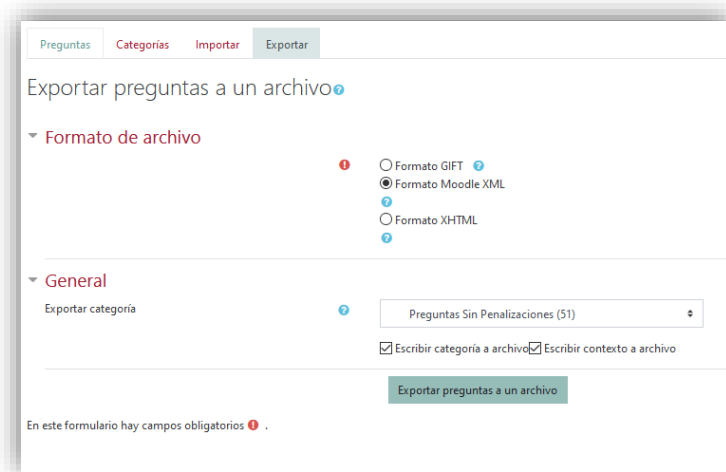 Preguntas Categorías Importar Exportar
Exportar preguntas a un archivo
Formato de archivo
Formato GIFT
Formato Moodle XML
Formato XHTML
General
Exportar categoría Preguntas Sin Penalizaciones (51)
Escribir categoría a archivo Escribir contexto a archivo
Exportar preguntas a un archivo
En este formulario hay campos obligatorios .